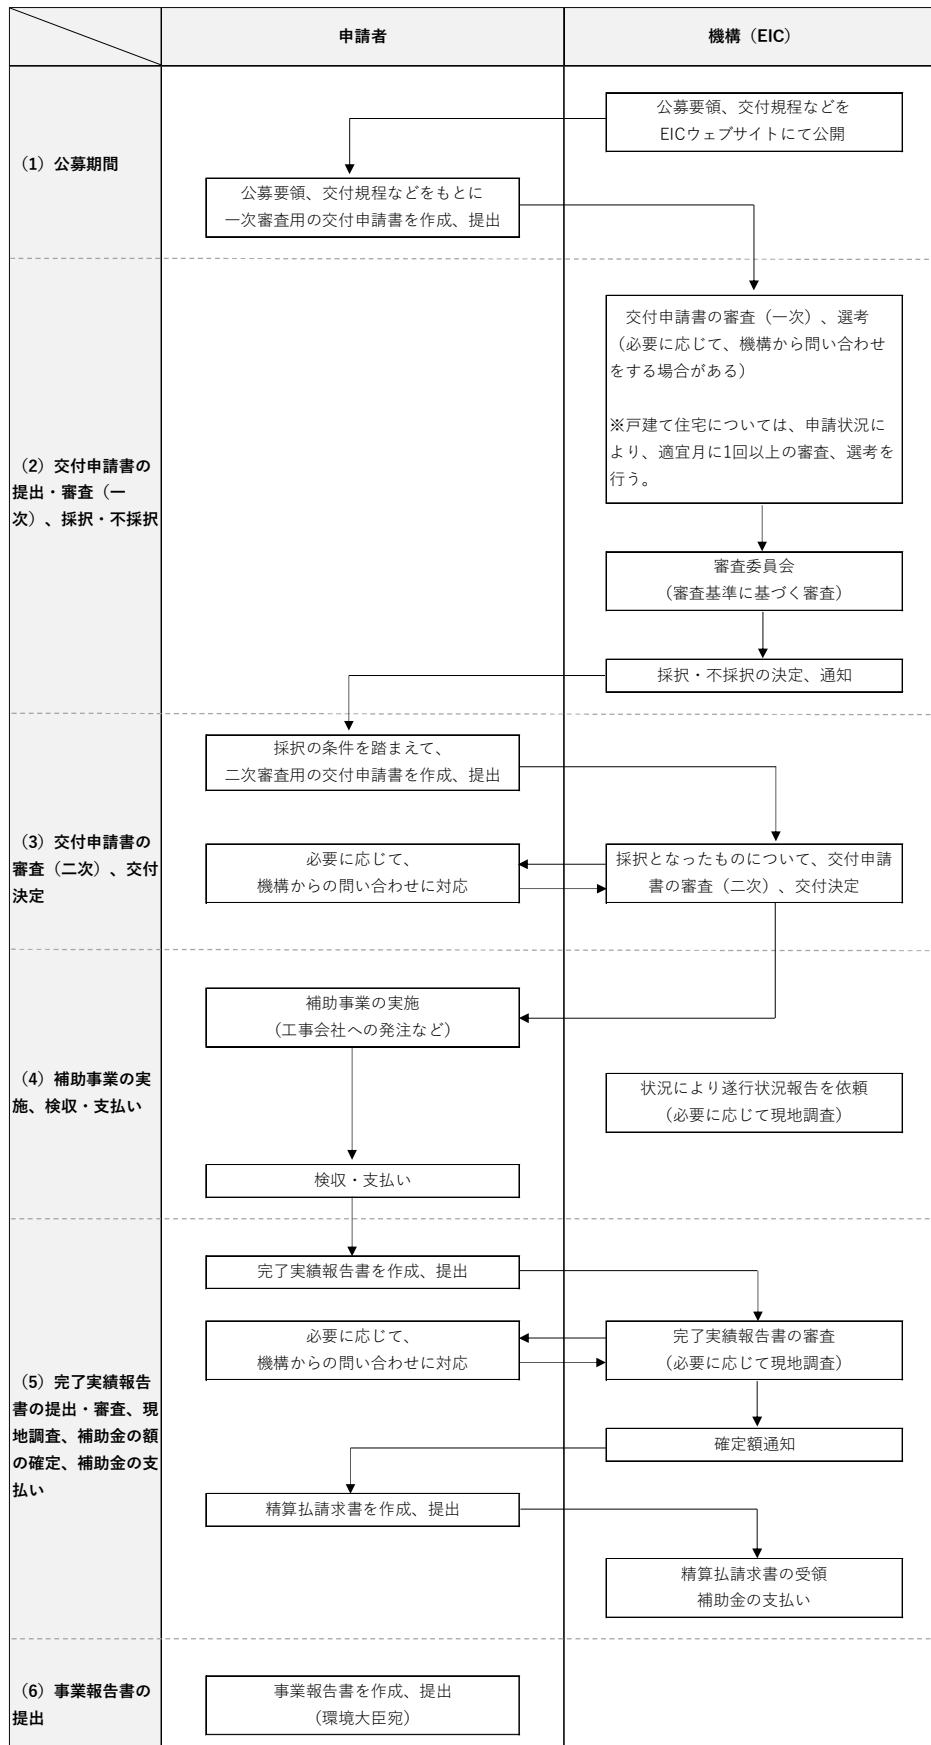 申請者
機構（EIC）
（1）公募期間
公募要領、交付規程などを
EICウェブサイトにて公開
公募要領、交付規程などをもとに
一次審査用の交付申請書を作成、提出
（2）交付申請書の
提出・審査（一
次）、採択・不採択
交付申請書の審査（一次）、選考
（必要に応じて、機構から問い合わせ
をする場合がある）
※戸建て住宅については、申請状況に
より、適宜月に1回以上の審査、選考を
行う。
審査委員会
（審査基準に基づく審査）
採択・不採択の決定、通知
（3）交付申請書の
審査（二次）、交付
決定
採択の条件を踏まえて、
二次審査用の交付申請書を作成、提出
必要に応じて、
機構からの問い合わせに対応
採択となったものについて、交付申請
書の審査（二次）、交付決定
（4）補助事業の実
施、検収・支払い
補助事業の実施
（工事会社への発注など）
状況により遂行状況報告を依頼
（必要に応じて現地調査）
検収・支払い
（5）完了実績報告
書の提出・審査、現
地調査、補助金の額
の確定、補助金の支
払い
完了実績報告書を作成、提出
必要に応じて、
機構からの問い合わせに対応
完了実績報告書の審査
（必要に応じて現地調査）
確定額通知
精算払請求書を作成、提出
精算払請求書の受領
補助金の支払い
（6）事業報告書の
提出
事業報告書を作成、提出
（環境大臣宛）